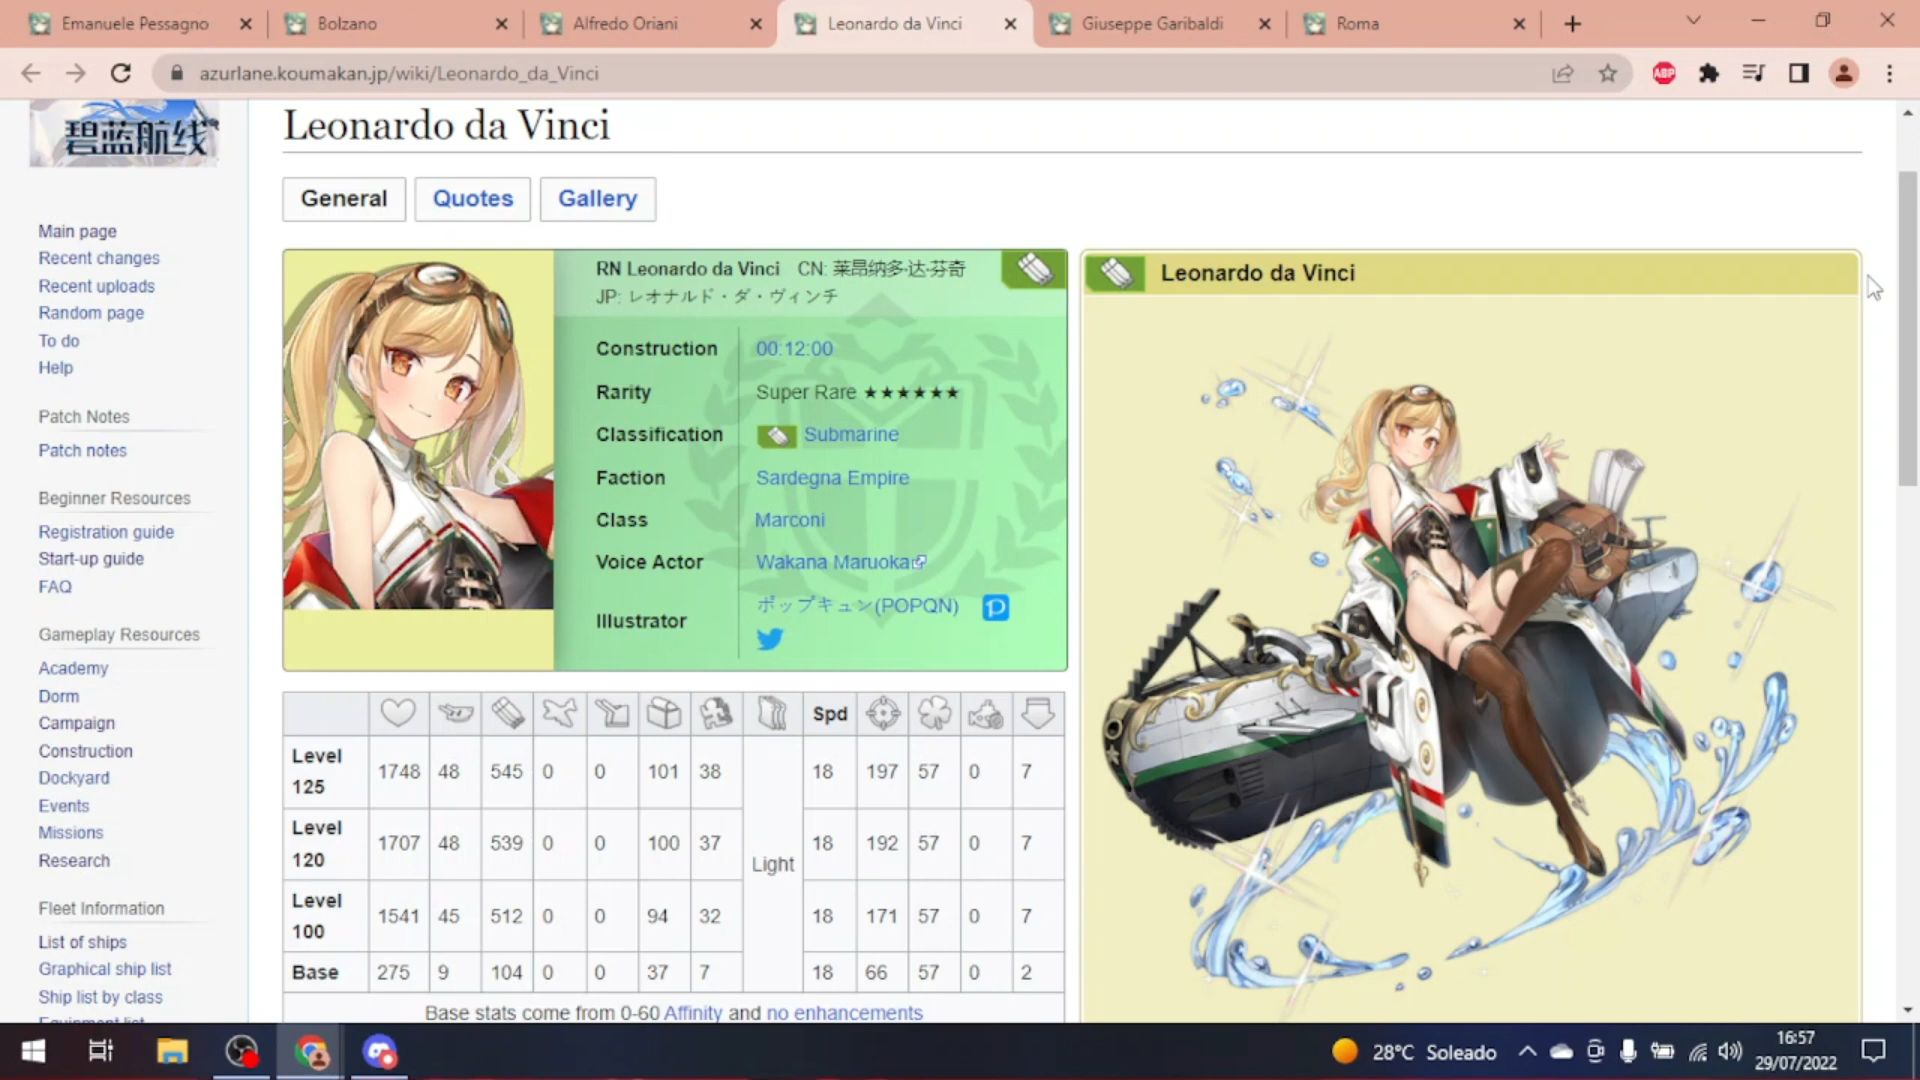 Emanuele Pessagno
Bolzano
Alfredo Oriani
Leonardo da Vinci
Giuseppe Garibaldi
Roma
azurlane.koumakan.jp/wiki/Leonardo_da_Vinci
ABP
碧蓝航线
Main page
Recent changes
Recent uploads
Random page
To do
Help
Patch Notes
Patch notes
Beginner Resources
Registration guide
Start-up guide
FAQ
Gameplay Resources
Academy
Dorm
Campaign
Construction
Dockyard
Events
Missions
Research
Fleet Information
List of ships
Graphical ship list
Ship list by class
Equipment list
Leonardo da Vinci
General
Quotes
Gallery
RN Leonardo da Vinci CN: 莱昂纳多·达·芬奇
JP: レオナルド・ダ・ヴィンチ
Construction 00:12:00
Rarity Super Rare ★★★★★★
Classification Submarine
Faction Sardegna Empire
Class Marconi
Voice Actor Wakana Maruoka
Illustrator ポップキュン(POPQN)
Leonardo da Vinci
Spd
Level 125 1748 48 545 0 0 101 38 18 197 57 0 7
Level 120 1707 48 539 0 0 100 37 18 192 57 0 7
Light
Level 100 1541 45 512 0 0 94 32 18 171 57 0 7
Base 275 9 104 0 0 37 7 18 66 57 0 2
Base stats come from 0-60 Affinity and no enhancements
28°C Soleado
16:57
29/07/2022